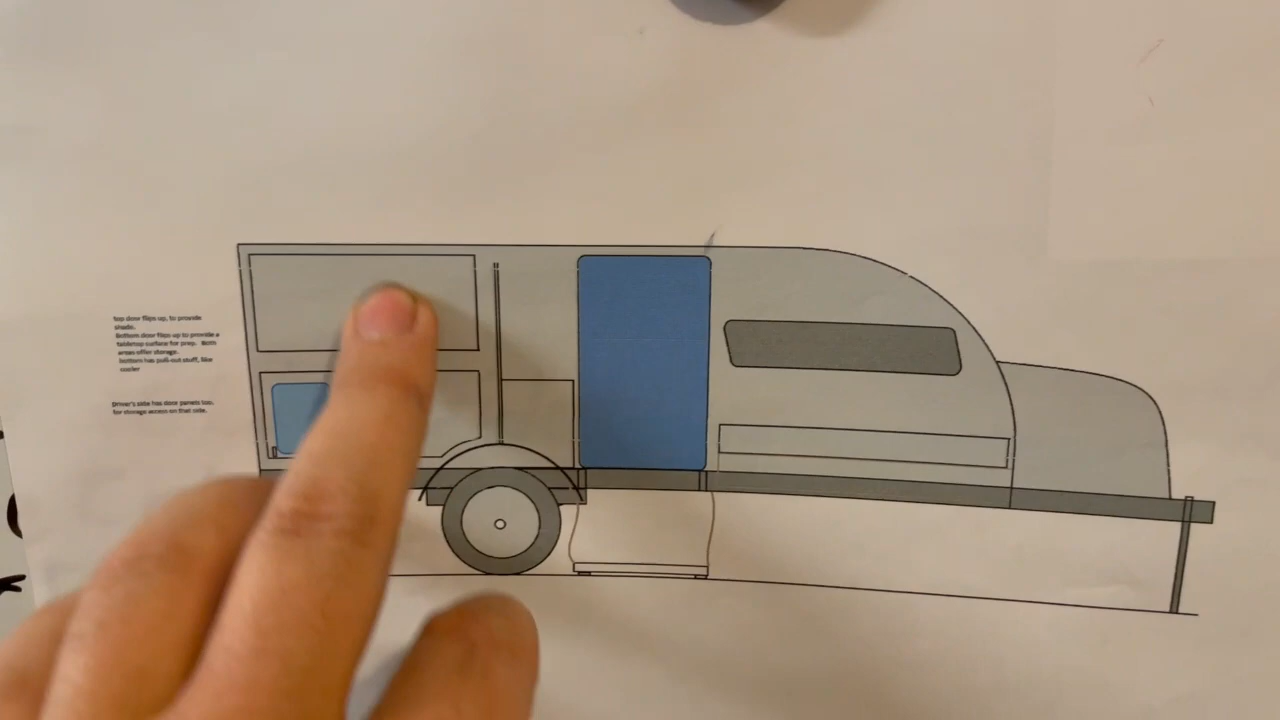 top door flips up, to provide
shade.
Bottom door flips up to provide a
tabletop surface for prep. Both
areas offer storage.
bottom has pull-out stuff, like
cooler
Driver's side has door panels too,
for storage access on that side.